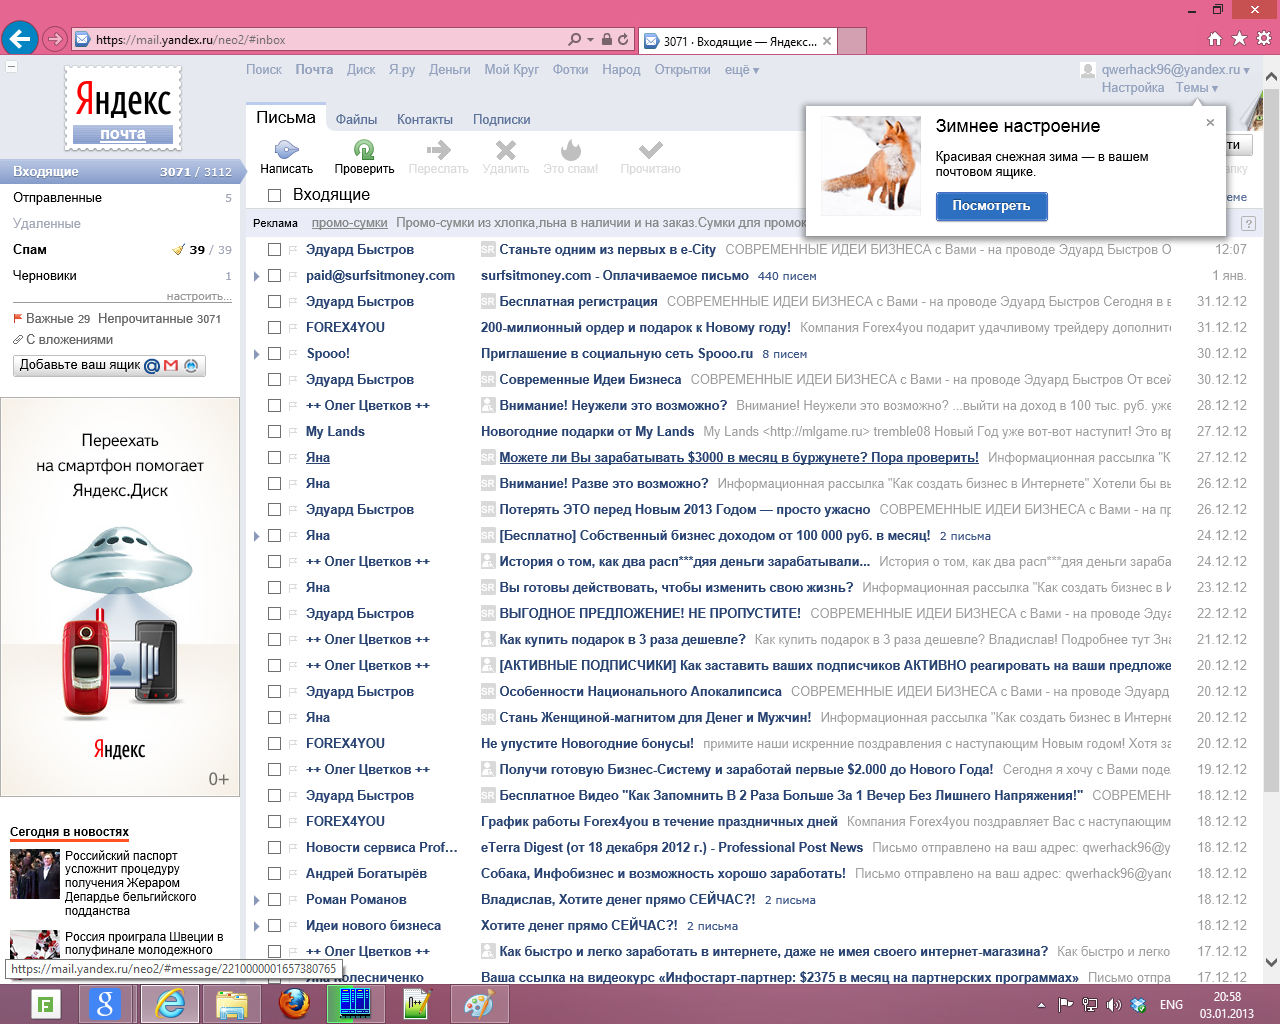 https://mail.yandex.ru/neo2/#inbox
3071 · Входящие — Яндекс...
Поиск Почта Диск Я.ру Деньги Мой Круг Фотки Народ Открытки ещё
qwerhack96@yandex.ru
Настройка Темы
Яндекс
почта
Письма Файлы Контакты Подписки
Написать Проверить Переслать Удалить Это спам! Прочитано
Зимнее настроение
Красивая снежная зима — в вашем
почтовом ящике.
Посмотреть
Входящие 3071 / 3112
Отправленные 5
Удаленные
Спам 39 / 39
Черновики 1
настроить...
Важные 29 Непрочитанные 3071
С вложениями
Добавьте ваш ящик
Переехать
на смартфон помогает
Яндекс.Диск
Яндекс
0+
Сегодня в новостях
Российский паспорт
усложнит процедуру
получения Жераром
Депардье бельгийского
подданства
Россия проиграла Швеции в
полуфинале молодежного
https://mail.yandex.ru/neo2/#message/2210000001657380765
Входящие
Реклама промо-сумки Промо-сумки из хлопка,льна в наличии и на заказ.Сумки для промо
?
Эдуард Быстров SR Станьте одним из первых в e-City СОВРЕМЕННЫЕ ИДЕИ БИЗНЕСА с Вами - на проводе Эдуард Быстров О 12:07
paid@surfsitmoney.com surfsitmoney.com - Оплачиваемое письмо 440 писем 1 янв.
Эдуард Быстров SR Бесплатная регистрация СОВРЕМЕННЫЕ ИДЕИ БИЗНЕСА с Вами - на проводе Эдуард Быстров Сегодня в в 31.12.12
FOREX4YOU 200-милионный ордер и подарок к Новому году! Компания Forex4you подарит удачливому трейдеру дополните 31.12.12
Spooo! Приглашение в социальную сеть Spooo.ru 8 писем 30.12.12
Эдуард Быстров SR Современные Идеи Бизнеса СОВРЕМЕННЫЕ ИДЕИ БИЗНЕСА с Вами - на проводе Эдуард Быстров От всей 30.12.12
++ Олег Цветков ++ Внимание! Неужели это возможно? Внимание! Неужели это возможно? ...выйти на доход в 100 тыс. руб. уже 28.12.12
My Lands Новогодние подарки от My Lands My Lands <http://mlgame.ru> tremble08 Новый Год уже вот-вот наступит! Это вр 27.12.12
Яна SR Можете ли Вы зарабатывать $3000 в месяц в буржунете? Пора проверить! Информационная рассылка "К 27.12.12
Яна SR Внимание! Разве это возможно? Информационная рассылка "Как создать бизнес в Интернете" Хотели бы вы 26.12.12
Эдуард Быстров SR Потерять ЭТО перед Новым 2013 Годом — просто ужасно СОВРЕМЕННЫЕ ИДЕИ БИЗНЕСА с Вами - на 26.12.12
Яна SR [Бесплатно] Собственный бизнес доходом от 100 000 руб. в месяц! 2 письма 24.12.12
++ Олег Цветков ++ История о том, как два расп***дяя деньги зарабатывали... История о том, как два расп***дяя деньги зараба 24.12.12
Яна SR Вы готовы действовать, чтобы изменить свою жизнь? Информационная рассылка "Как создать бизнес в И 23.12.12
Эдуард Быстров SR ВЫГОДНОЕ ПРЕДЛОЖЕНИЕ! НЕ ПРОПУСТИТЕ! СОВРЕМЕННЫЕ ИДЕИ БИЗНЕСА с Вами - на проводе Эдуа 22.12.12
++ Олег Цветков ++ Как купить подарок в 3 раза дешевле? Как купить подарок в 3 раза дешевле? Владислав! Подробнее тут Зна 21.12.12
++ Олег Цветков ++ [АКТИВНЫЕ ПОДПИСЧИКИ] Как заставить ваших подписчиков АКТИВНО реагировать на ваши предложе 20.12.12
Эдуард Быстров SR Особенности Национального Апокалипсиса СОВРЕМЕННЫЕ ИДЕИ БИЗНЕСА с Вами - на проводе Эдуард 20.12.12
Яна SR Стань Женщиной-магнитом для Денег и Мужчин! Информационная рассылка "Как создать бизнес в Интерне 20.12.12
FOREX4YOU Не упустите Новогодние бонусы! примите наши искренние поздравления с наступающим Новым годом! Хотя за 20.12.12
++ Олег Цветков ++ Получи готовую Бизнес-Систему и заработай первые $2.000 до Нового Года! Сегодня я хочу с Вами поде 19.12.12
Эдуард Быстров SR Бесплатное Видео "Как Запомнить В 2 Раза Больше За 1 Вечер Без Лишнего Напряжения!" СОВРЕМЕНН 18.12.12
FOREX4YOU График работы Forex4you в течение праздничных дней Компания Forex4you поздравляет Вас с наступающим 18.12.12
Новости сервиса Prof... eTerra Digest (от 18 декабря 2012 г.) - Professional Post News Письмо отправлено на ваш адрес: qwerhack96@y 18.12.12
Андрей Богатырёв Собака, Инфобизнес и возможность хорошо заработать! Письмо отправлено на ваш адрес: qwerhack96@yanc 18.12.12
Роман Романов Владислав, Хотите денег прямо СЕЙЧАС?! 2 письма 18.12.12
Идеи нового бизнеса Хотите денег прямо СЕЙЧАС?! 2 письма 18.12.12
++ Олег Цветков ++ Как быстро и легко заработать в интернете, даже не имея своего интернет-магазина? Как быстро и легко 17.12.12
Ваша ссылка на видеокурс «Инфостарт-партнер: $2375 в месяц на партнерских программах» Письмо отпра 17.12.12
ENG
20:58
03.01.2013